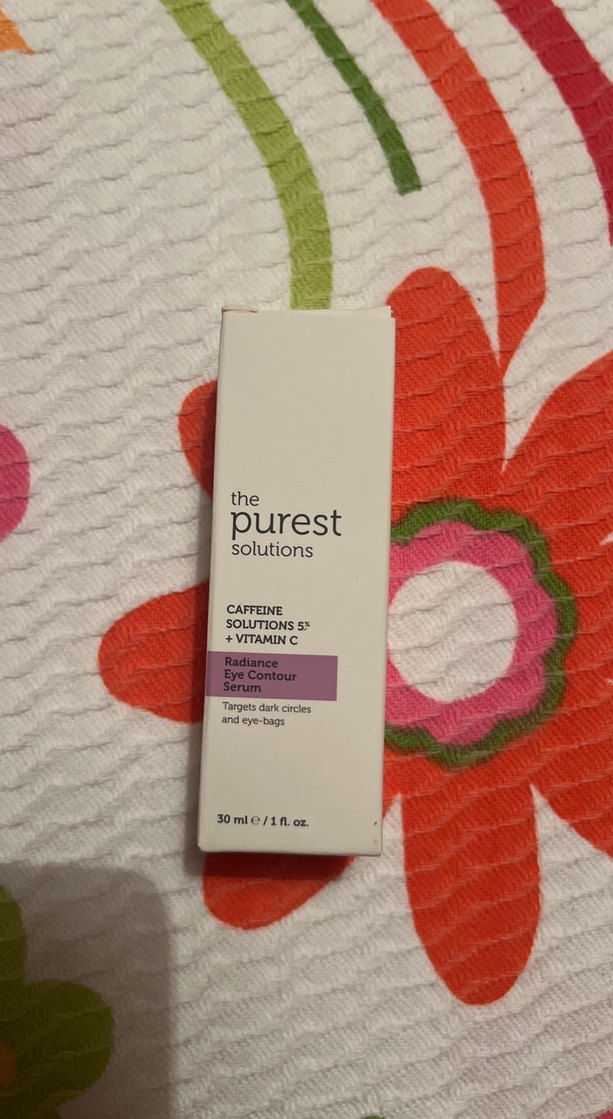 the
purest
solutions
CAFFEINE
SOLUTIONS 5%
+ VITAMIN C
Radiance
Eye Contour
Serum
Targets dark circles
and eye-bags
30 ml ℮ / 1 fl. oz.